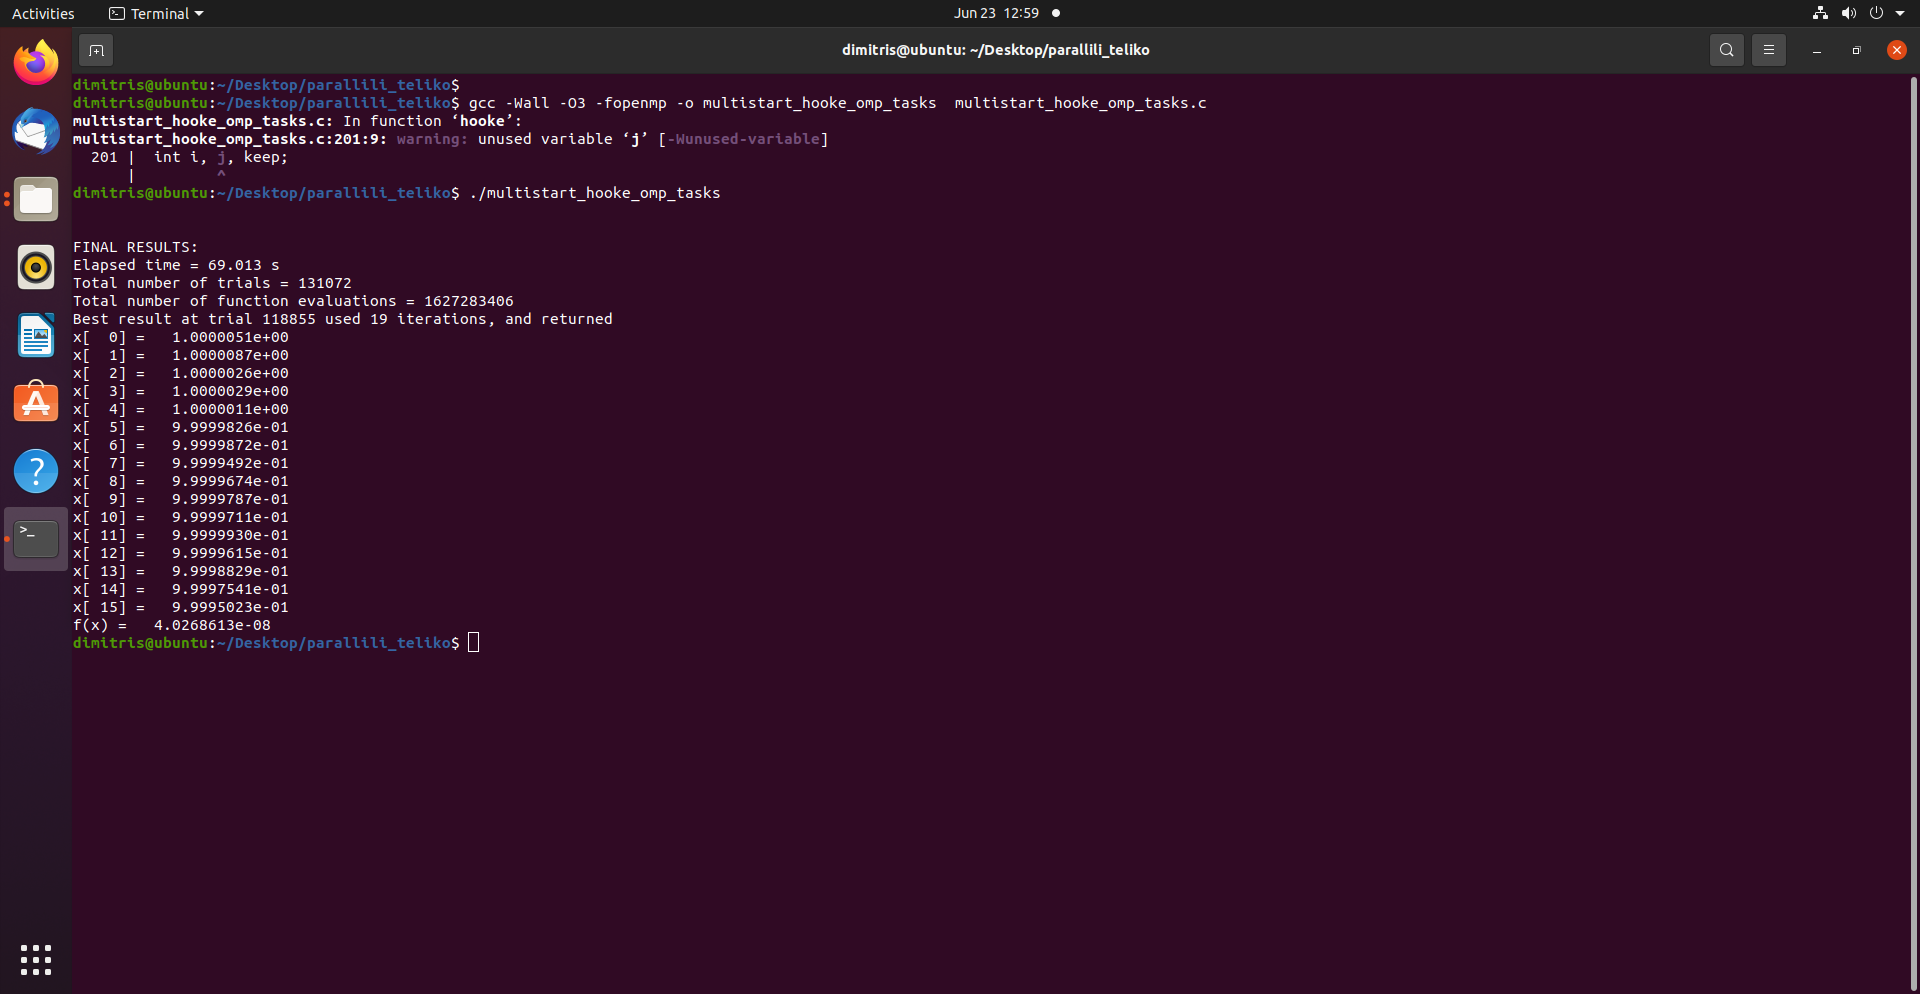 Activities Terminal Jun 23 12:59
dimitris@ubuntu: ~/Desktop/parallili_teliko
dimitris@ubuntu:~/Desktop/parallili_teliko$
dimitris@ubuntu:~/Desktop/parallili_teliko$ gcc -Wall -O3 -fopenmp -o multistart_hooke_omp_tasks  multistart_hooke_omp_tasks.c
multistart_hooke_omp_tasks.c: In function ‘hooke’:
multistart_hooke_omp_tasks.c:201:9: warning: unused variable ‘j’ [-Wunused-variable]
  201 |  int i, j, keep;
      |         ^
dimitris@ubuntu:~/Desktop/parallili_teliko$ ./multistart_hooke_omp_tasks
FINAL RESULTS:
Elapsed time = 69.013 s
Total number of trials = 131072
Total number of function evaluations = 1627283406
Best result at trial 118855 used 19 iterations, and returned
x[  0] =   1.0000051e+00
x[  1] =   1.0000087e+00
x[  2] =   1.0000026e+00
x[  3] =   1.0000029e+00
x[  4] =   1.0000011e+00
x[  5] =   9.9999826e-01
x[  6] =   9.9999872e-01
x[  7] =   9.9999492e-01
x[  8] =   9.9999674e-01
x[  9] =   9.9999787e-01
x[ 10] =   9.9999711e-01
x[ 11] =   9.9999930e-01
x[ 12] =   9.9999615e-01
x[ 13] =   9.9998829e-01
x[ 14] =   9.9997541e-01
x[ 15] =   9.9995023e-01
f(x) =   4.0268613e-08
dimitris@ubuntu:~/Desktop/parallili_teliko$